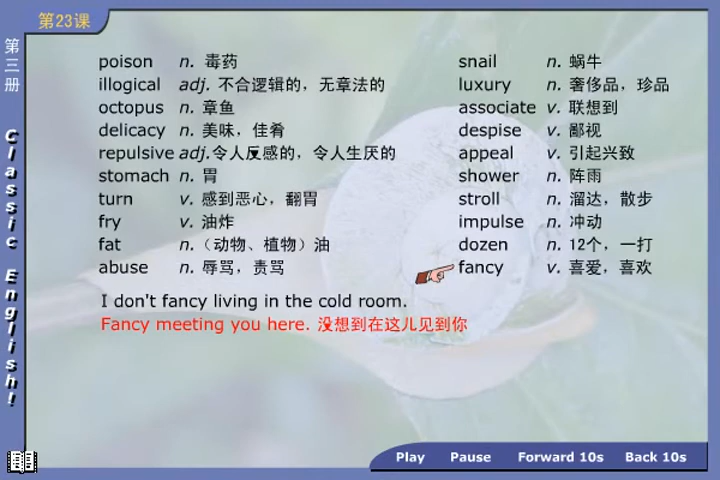 第23课
第三册
Classic English!
poison n. 毒药
illogical adj. 不合逻辑的，无章法的
octopus n. 章鱼
delicacy n. 美味，佳肴
repulsive adj.令人反感的，令人生厌的
stomach n. 胃
turn v. 感到恶心，翻胃
fry v. 油炸
fat n.（动物、植物）油
abuse n. 辱骂，责骂
snail n. 蜗牛
luxury n. 奢侈品，珍品
associate v. 联想到
despise v. 鄙视
appeal v. 引起兴致
shower n. 阵雨
stroll n. 溜达，散步
impulse n. 冲动
dozen n. 12个，一打
fancy v. 喜爱，喜欢
I don't fancy living in the cold room.
Fancy meeting you here. 没想到在这儿见到你
Play Pause Forward 10s Back 10s